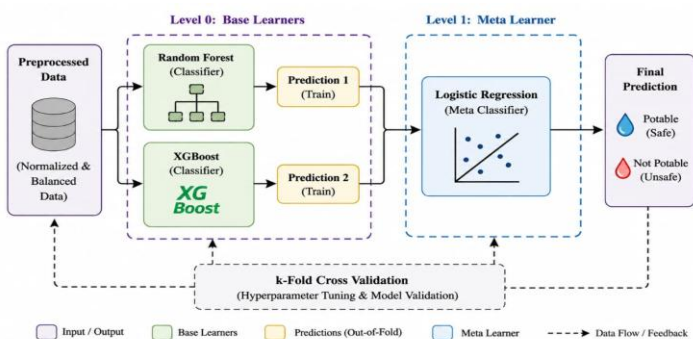 Level 0: Base Learners
Level 1: Meta Learner
Preprocessed
Data
(Normalized &
Balanced
Data)
Random Forest
(Classifier)
Prediction 1
(Train)
XGBoost
(Classifier)
XG
Boost
Prediction 2
(Train)
Logistic Regression
(Meta Classifier)
Final
Prediction
Potable
(Safe)
Not Potable
(Unsafe)
k-Fold Cross Validation
(Hyperparameter Tuning & Model Validation)
Input / Output
Base Learners
Predictions (Out-of-Fold)
Meta Learner
Data Flow / Feedback